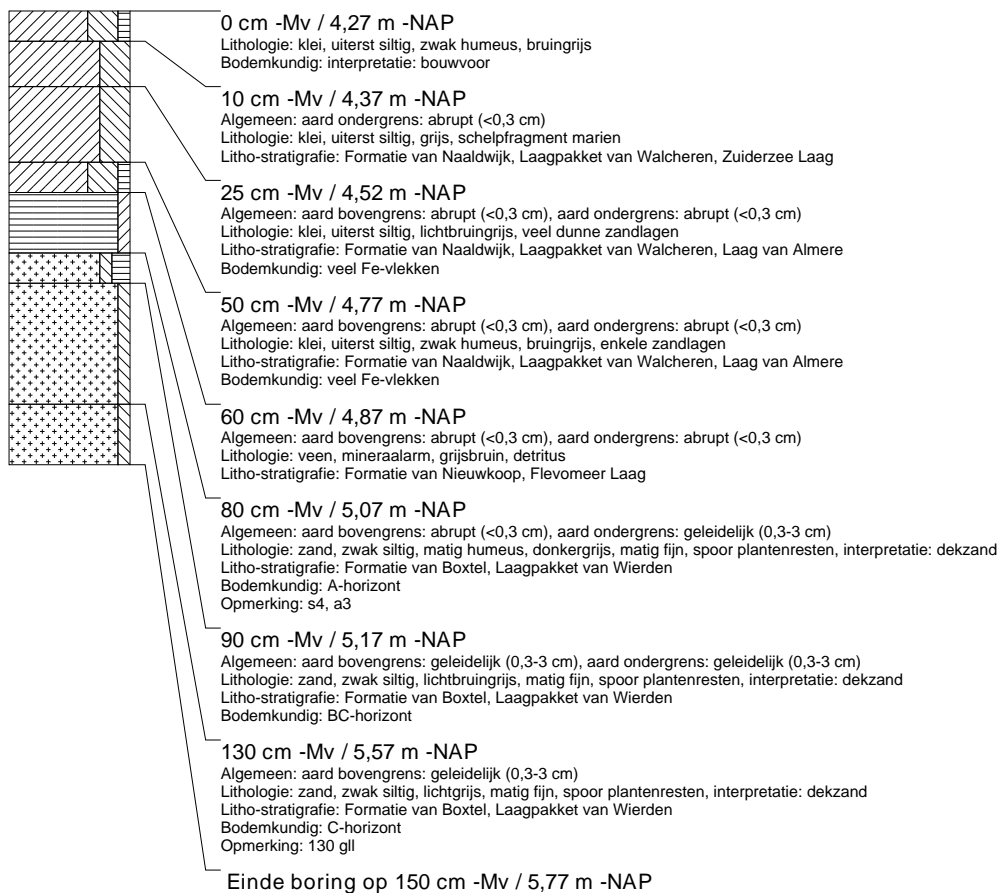 0 cm -Mv / 4,27 m -NAP
Lithologie: klei, uiterst siltig, zwak humeus, bruingrijs
Bodemkundig: interpretatie: bouwvoor
10 cm -Mv / 4,37 m -NAP
Algemeen: aard ondergrens: abrupt (<0,3 cm)
Lithologie: klei, uiterst siltig, grijs, schelpfragment marien
Litho-stratigrafie: Formatie van Naaldwijk, Laagpakket van Walcheren, Zuiderzee Laag
25 cm -Mv / 4,52 m -NAP
Algemeen: aard bovengrens: abrupt (<0,3 cm), aard ondergrens: abrupt (<0,3 cm)
Lithologie: klei, uiterst siltig, lichtbruingrijs, veel dunne zandlagen
Litho-stratigrafie: Formatie van Naaldwijk, Laagpakket van Walcheren, Laag van Almere
Bodemkundig: veel Fe-vlekken
50 cm -Mv / 4,77 m -NAP
Algemeen: aard bovengrens: abrupt (<0,3 cm), aard ondergrens: abrupt (<0,3 cm)
Lithologie: klei, uiterst siltig, zwak humeus, bruingrijs, enkele zandlagen
Litho-stratigrafie: Formatie van Naaldwijk, Laagpakket van Walcheren, Laag van Almere
Bodemkundig: veel Fe-vlekken
60 cm -Mv / 4,87 m -NAP
Algemeen: aard bovengrens: abrupt (<0,3 cm), aard ondergrens: abrupt (<0,3 cm)
Lithologie: veen, mineraalarm, grijsbruin, detritus
Litho-stratigrafie: Formatie van Nieuwkoop, Flevomeer Laag
80 cm -Mv / 5,07 m -NAP
Algemeen: aard bovengrens: abrupt (<0,3 cm), aard ondergrens: geleidelijk (0,3-3 cm)
Lithologie: zand, zwak siltig, matig humeus, donkergrijs, matig fijn, spoor plantenresten, interpretatie: dekzand
Litho-stratigrafie: Formatie van Boxtel, Laagpakket van Wierden
Bodemkundig: A-horizont
Opmerking: s4, a3
90 cm -Mv / 5,17 m -NAP
Algemeen: aard bovengrens: geleidelijk (0,3-3 cm), aard ondergrens: geleidelijk (0,3-3 cm)
Lithologie: zand, zwak siltig, lichtbruingrijs, matig fijn, spoor plantenresten, interpretatie: dekzand
Litho-stratigrafie: Formatie van Boxtel, Laagpakket van Wierden
Bodemkundig: BC-horizont
130 cm -Mv / 5,57 m -NAP
Algemeen: aard bovengrens: geleidelijk (0,3-3 cm)
Lithologie: zand, zwak siltig, lichtgrijs, matig fijn, spoor plantenresten, interpretatie: dekzand
Litho-stratigrafie: Formatie van Boxtel, Laagpakket van Wierden
Bodemkundig: C-horizont
Opmerking: 130 gll
Einde boring op 150 cm -Mv / 5,77 m -NAP